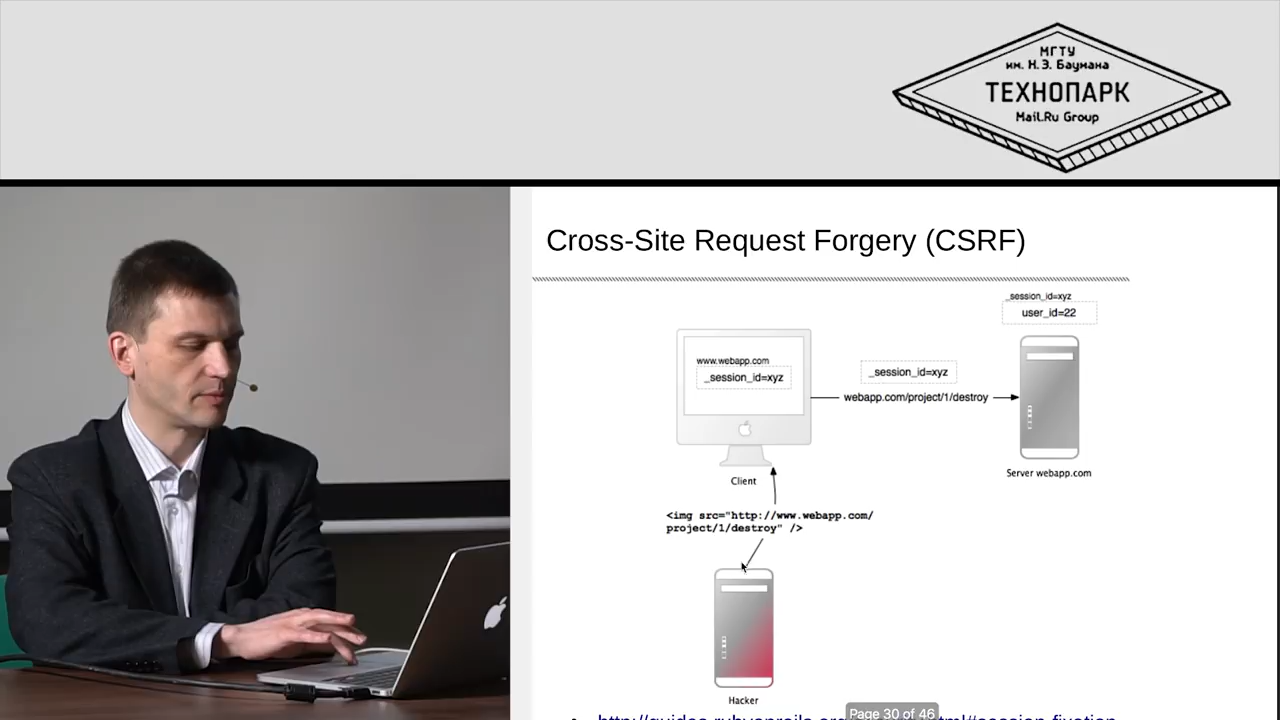 МГТУ
им. Н.Э. Баумана
ТЕХНОПАРК
Mail.Ru Group
Cross-Site Request Forgery (CSRF)
_session_id=xyz
user_id=22
www.webapp.com
_session_id=xyz
_session_id=xyz
webapp.com/project/1/destroy
Server webapp.com
Client
<img src="http://www.webapp.com/
project/1/destroy" />
Hacker
Page 30 of 46